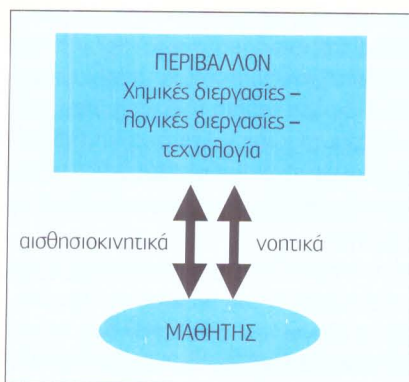 ΠΕΡΙΒΑΛΛΟΝ
Χημικές διεργασίες –
λογικές διεργασίες –
τεχνολογία
αισθησιοκινητικά νοητικά
ΜΑΘΗΤΗΣ